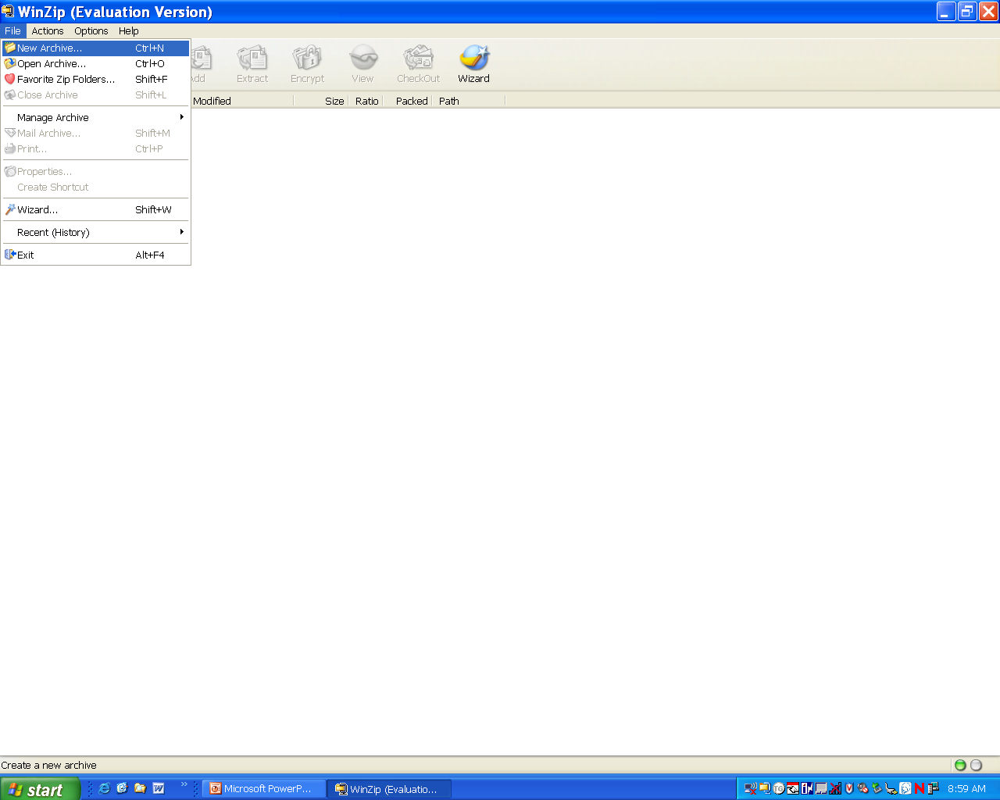 WinZip (Evaluation Version)
File Actions Options Help
New Archive... Ctrl+N
Open Archive... Ctrl+O
Favorite Zip Folders... Shift+F
Close Archive Shift+L
Manage Archive
Mail Archive... Shift+M
Print... Ctrl+P
Properties...
Create Shortcut
Wizard... Shift+W
Recent (History)
Exit Alt+F4
Extract Encrypt View CheckOut Wizard
Modified Size Ratio Packed Path
Create a new archive
start Microsoft PowerP... WinZip (Evaluatio... 8:59 AM